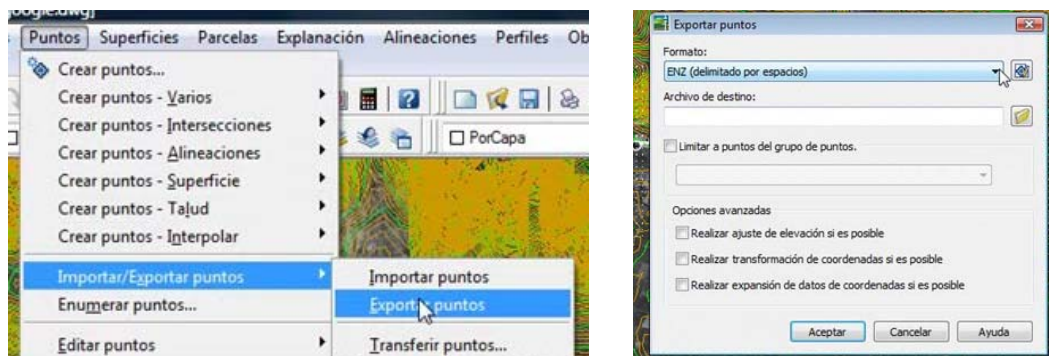 oogle.dwg]
Puntos Superficies Parcelas Explanación Alineaciones Perfiles Ob
Crear puntos...
Crear puntos - Varios
Crear puntos - Intersecciones
Crear puntos - Alineaciones
Crear puntos - Superficie
Crear puntos - Talud
Crear puntos - Interpolar
PorCapa
Importar/Exportar puntos
Enumerar puntos...
Editar puntos
Importar puntos
Exportar puntos
Transferir puntos...
Exportar puntos
Formato:
ENZ (delimitado por espacios)
Archivo de destino:
Limitar a puntos del grupo de puntos.
Opciones avanzadas
Realizar ajuste de elevación si es posible
Realizar transformación de coordenadas si es posible
Realizar expansión de datos de coordenadas si es posible
Aceptar Cancelar Ayuda